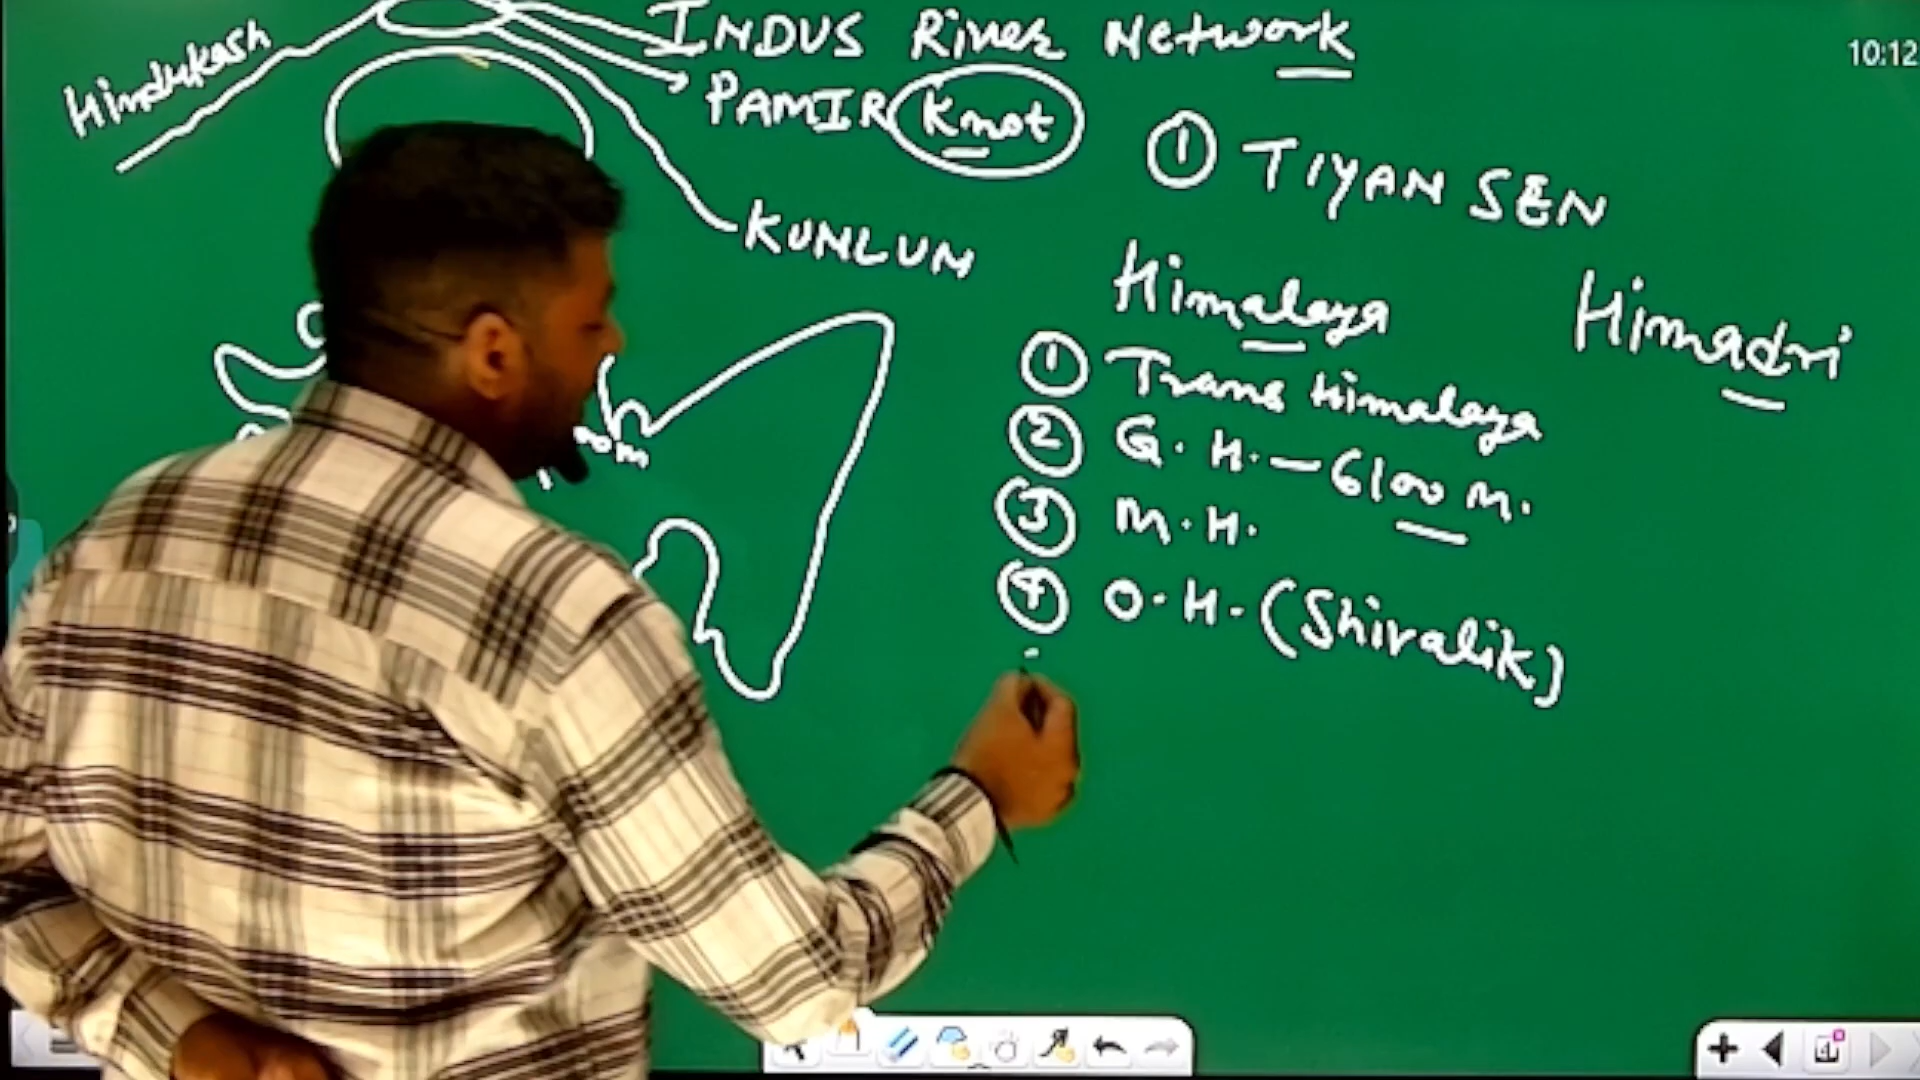 INDUS River Network
Hindukash
PAMIR Knot
10:12
① TIYAN SEN
KUNLUN
Himalaya
Himadri
① Trans Himalaya
② G. H. — 6100 m.
③ M. H.
④ O. H. (Shivalik)